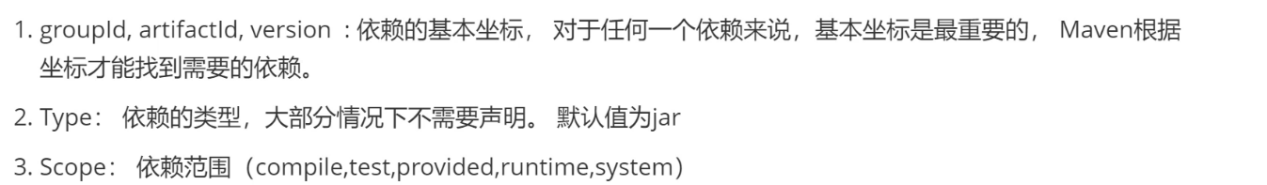 1. groupId, artifactId, version ：依赖的基本坐标， 对于任何一个依赖来说，基本坐标是最重要的， Maven根据
坐标才能找到需要的依赖。
2. Type： 依赖的类型，大部分情况下不需要声明。 默认值为jar
3. Scope： 依赖范围（compile,test,provided,runtime,system）